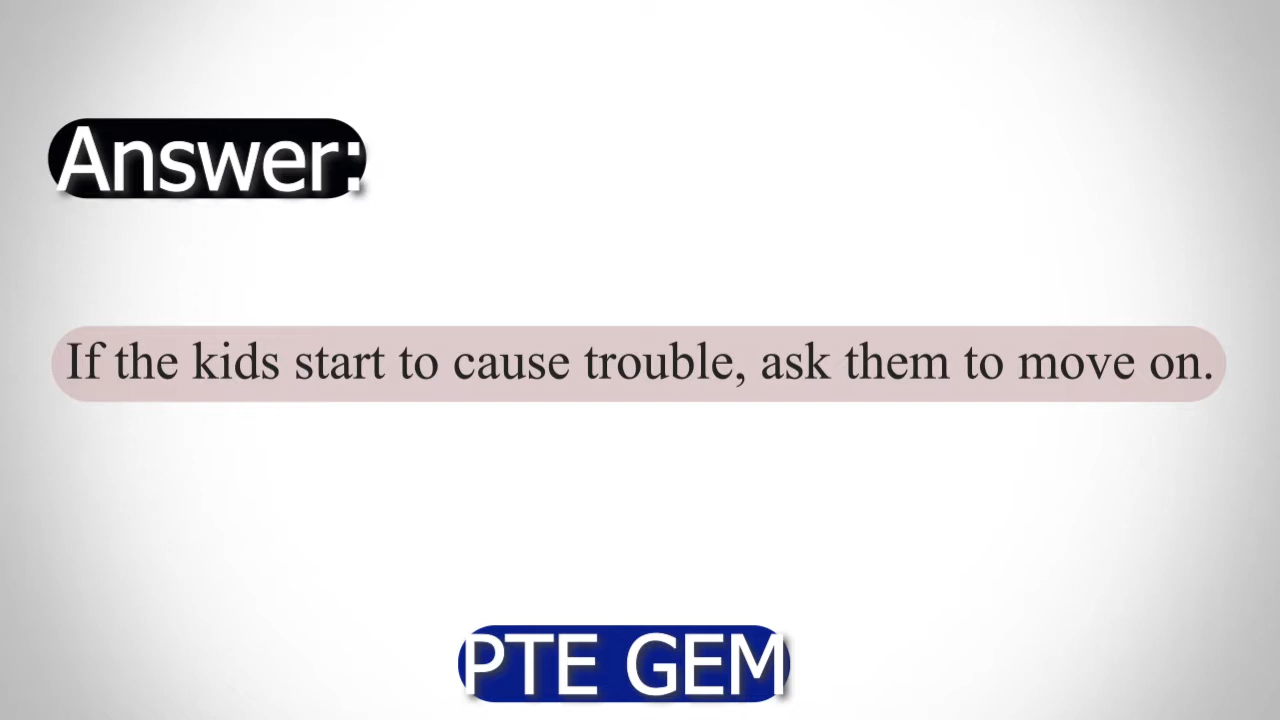 Answer:
If the kids start to cause trouble, ask them to move on.
PTE GEM